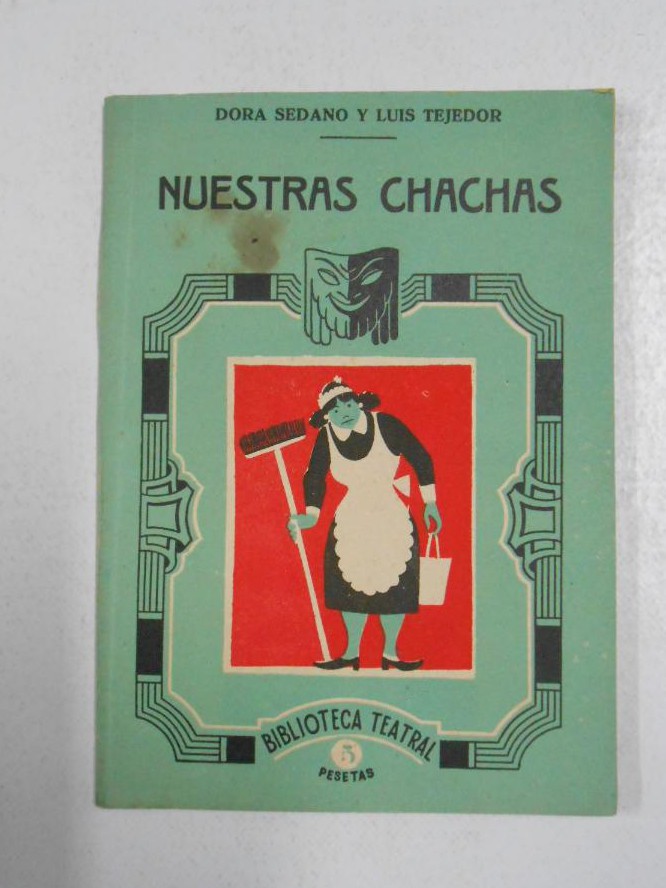 DORA SEDANO Y LUIS TEJEDOR
NUESTRAS CHACHAS
BIBLIOTECA TEATRAL
5
PESETAS